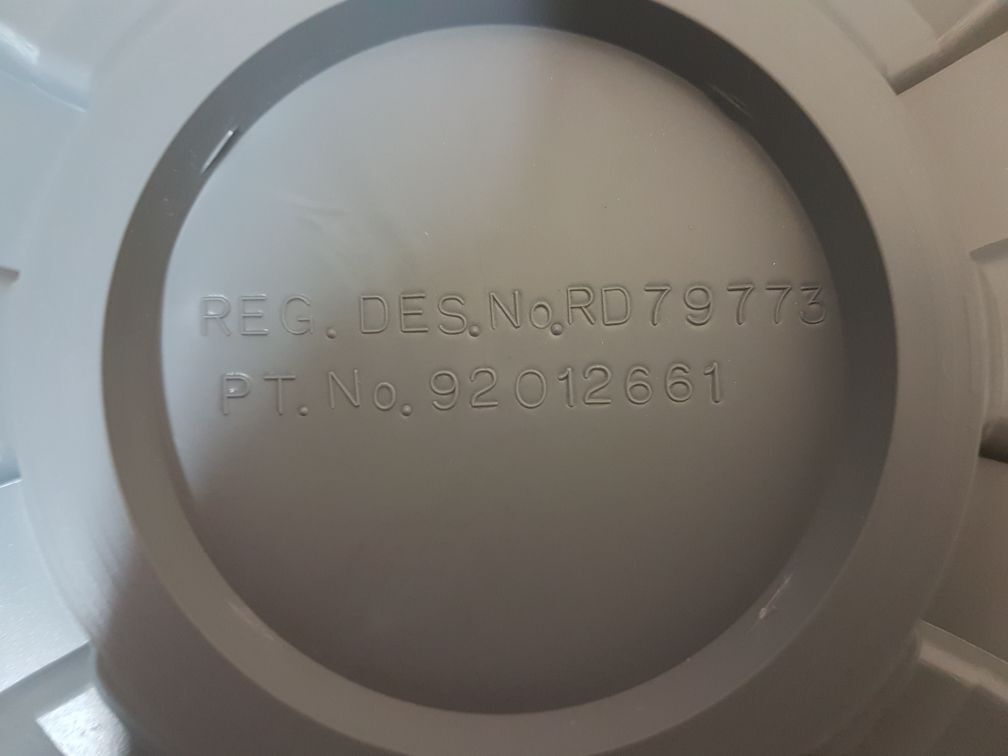 REG. DES. No. RD79773
PT. No. 92012661